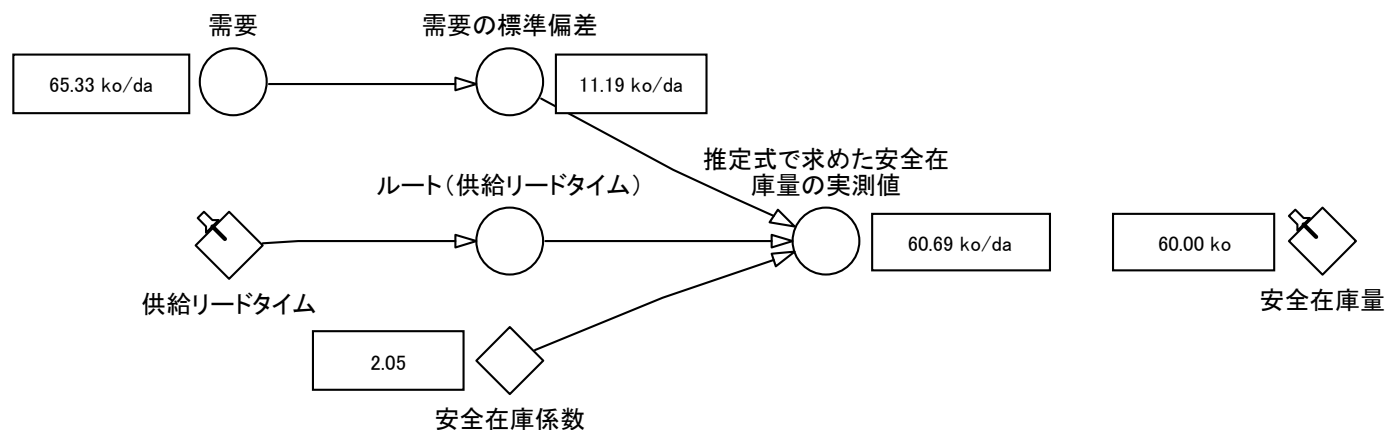 需要
需要の標準偏差
65.33 ko/da
11.19 ko/da
推定式で求めた安全在
庫量の実測値
ルート(供給リードタイム)
60.69 ko/da
60.00 ko
供給リードタイム
安全在庫量
2.05
安全在庫係数